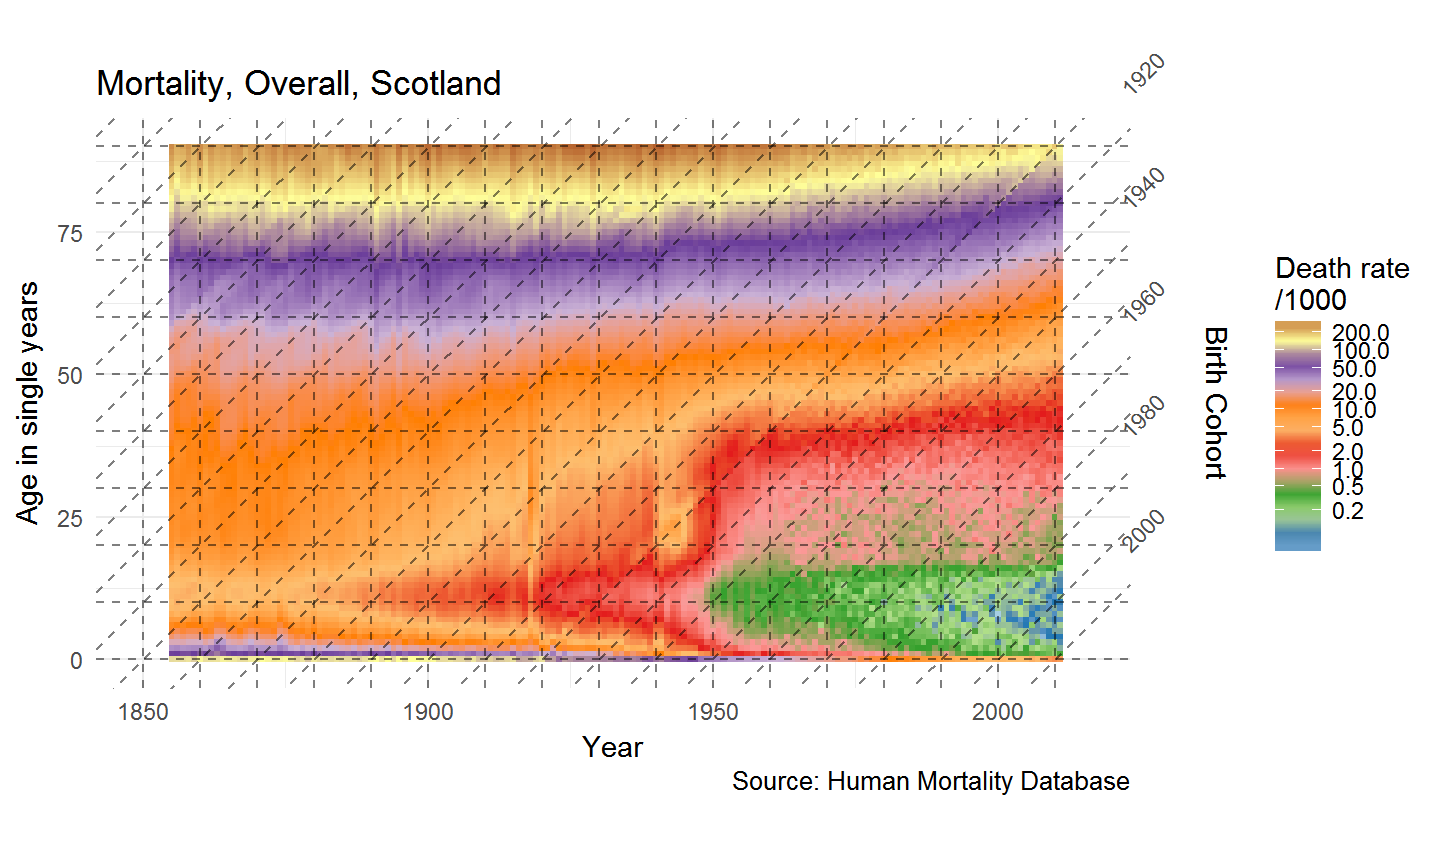 Mortality, Overall, Scotland
1920
1940
1960
1980
2000
Birth Cohort
75
50
25
0
Age in single years
1850 1900 1950 2000
Year
Source: Human Mortality Database
Death rate
/1000
200.0
100.0
50.0
20.0
10.0
5.0
2.0
1.0
0.5
0.2